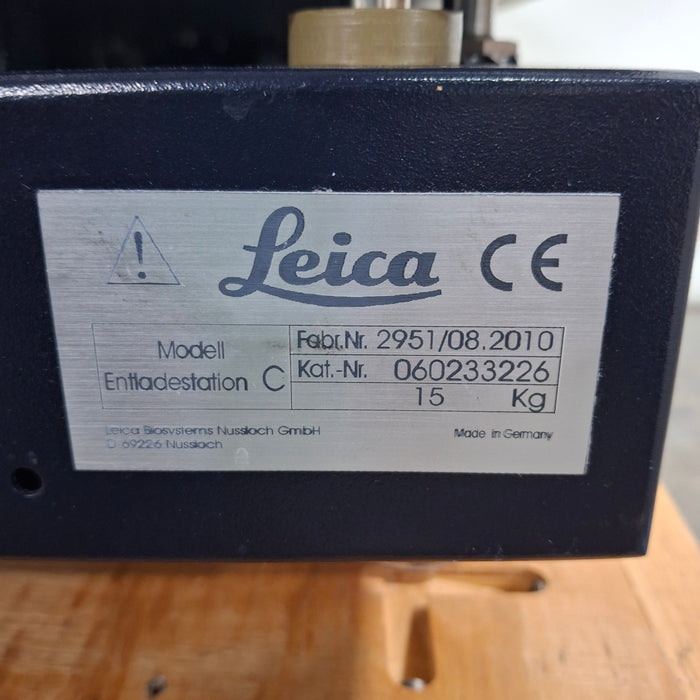 Leica CE
Modell
Entladestation C
Fabr.Nr. 2951/08.2010
Kat.-Nr. 060233226
15 Kg
Leica Biosystems Nussloch GmbH
D-69226 Nussloch
Made in Germany